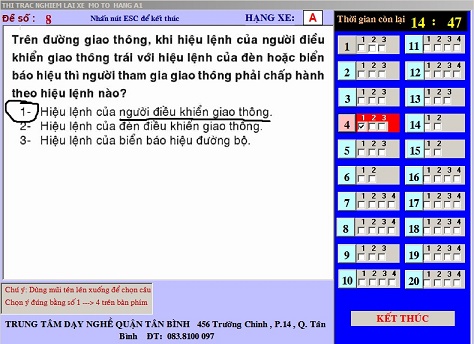 THI TRAC NGHIEM LAI XE MO TO HANG A1
Đề số : 8 Nhấn nút ESC để kết thúc HẠNG XE: A
Thời gian còn lại 14 : 47
Trên đường giao thông, khi hiệu lệnh của người điều
khiển giao thông trái với hiệu lệnh của đèn hoặc biển
báo hiệu thì người tham gia giao thông phải chấp hành
theo hiệu lệnh nào?
1- Hiệu lệnh của người điều khiển giao thông.
2- Hiệu lệnh của đèn điều khiển giao thông.
3- Hiệu lệnh của biển báo hiệu đường bộ.
1 1 2 3 4
2 1 2 3
3 1 2 3
4 1 2 3
5 1 2
6 1 2 3
7 1 2 3
8 1 2 3 4
9 1 2 3
10 1 2 3 4
11 1 2 3 4
12 1 2 3
13 1 2 3
14 1 2
15 1 2 3
16 1 2 3 4
17 1 2 3
18 1 2 3 4
19 1 2 3 4
20 1 2 3 4
Chú ý: Dùng mũi tên lên xuống để chọn câu
Chọn ý đúng bằng số 1 ---> 4 trên bàn phím
KẾT THÚC
TRUNG TÂM DẠY NGHỀ QUẬN TÂN BÌNH 456 Trường Chinh , P.14 , Q. Tân
Bình ĐT: 083.8100 097